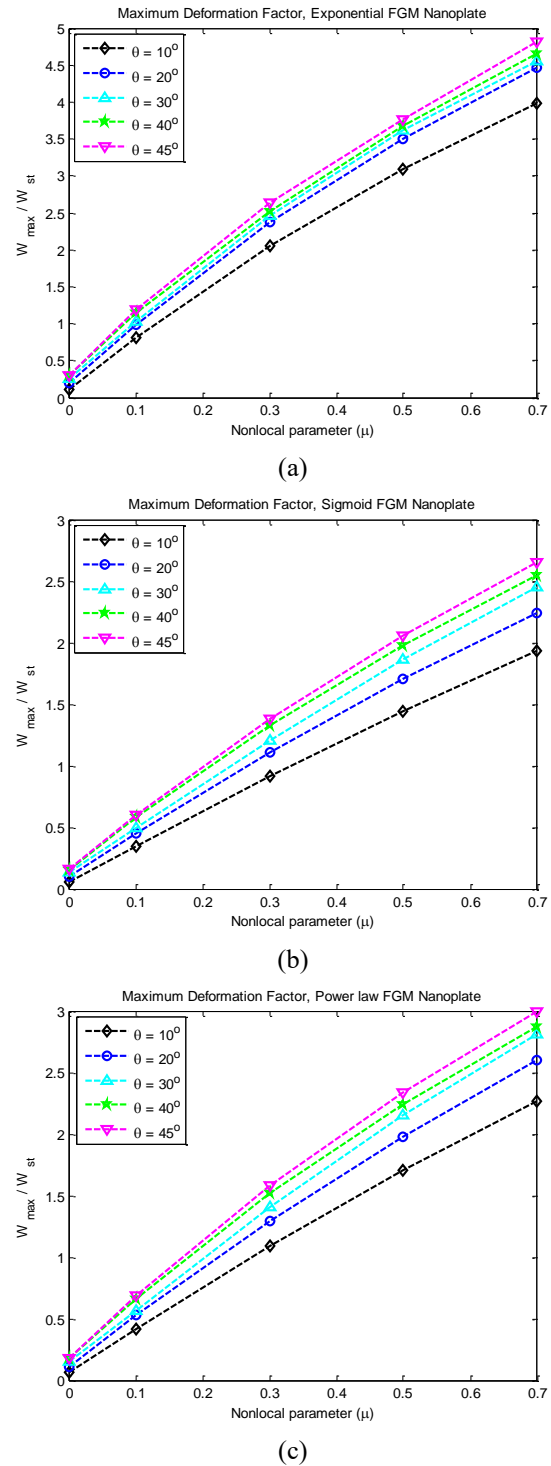 Maximum Deformation Factor, Exponential FGM Nanoplate
5
4.5
4
3.5
3
2.5
2
1.5
1
0.5
0
W max / W st
θ = 10°
θ = 20°
θ = 30°
θ = 40°
θ = 45°
0 0.1 0.2 0.3 0.4 0.5 0.6 0.7
Nonlocal parameter (μ)
(a)
Maximum Deformation Factor, Sigmoid FGM Nanoplate
3
2.5
2
1.5
1
0.5
0
W max / W st
θ = 10°
θ = 20°
θ = 30°
θ = 40°
θ = 45°
0 0.1 0.2 0.3 0.4 0.5 0.6 0.7
Nonlocal parameter (μ)
(b)
Maximum Deformation Factor, Power law FGM Nanoplate
3
2.5
2
1.5
1
0.5
0
W max / W st
θ = 10°
θ = 20°
θ = 30°
θ = 40°
θ = 45°
0 0.1 0.2 0.3 0.4 0.5 0.6 0.7
Nonlocal parameter (μ)
(c)